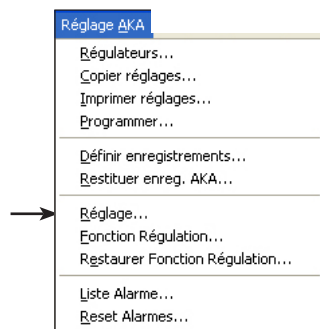 Réglage AKA
Régulateurs...
Copier réglages...
Imprimer réglages...
Programmer...
Définir enregistrements...
Restituer enreg. AKA...
Réglage...
Fonction Régulation...
Restaurer Fonction Régulation...
Liste Alarme...
Reset Alarmes...